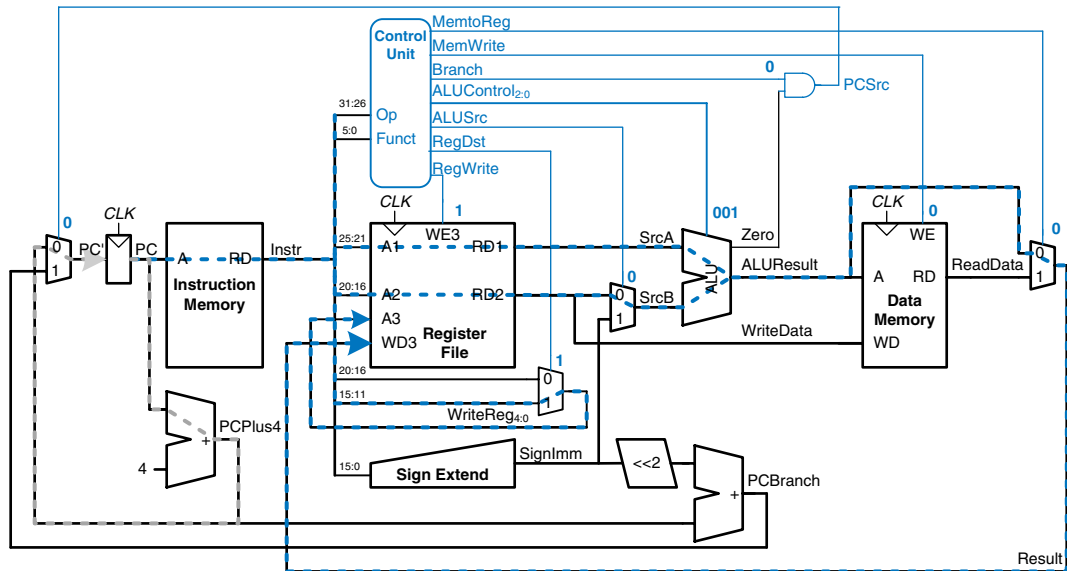 MemtoReg
Control
Unit
MemWrite
Branch
0
PCSrc
ALUControl2:0
ALUSrc
RegDst
RegWrite
31:26
Op
5:0
Funct
0
0
0
CLK
CLK
CLK
1
001
0
0
1
PC'
PC
A
RD
Instruction
Memory
Instr
25:21
A1
WE3
RD1
20:16
A2
RD2
A3
WD3
Register
File
SrcA
0
0
1
SrcB
ALU
Zero
ALUResult
WriteData
WE
A
RD
Data
Memory
WD
ReadData
0
1
20:16
15:11
1
0
1
WriteReg4:0
PCPlus4
+
4
15:0
Sign Extend
SignImm
<<2
+
PCBranch
Result